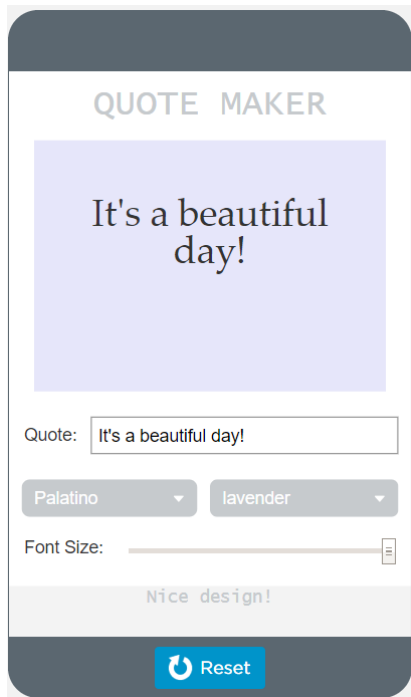 QUOTE MAKER
It's a beautiful
day!
Quote: It's a beautiful day!
Palatino lavender
Font Size:
Nice design!
Reset